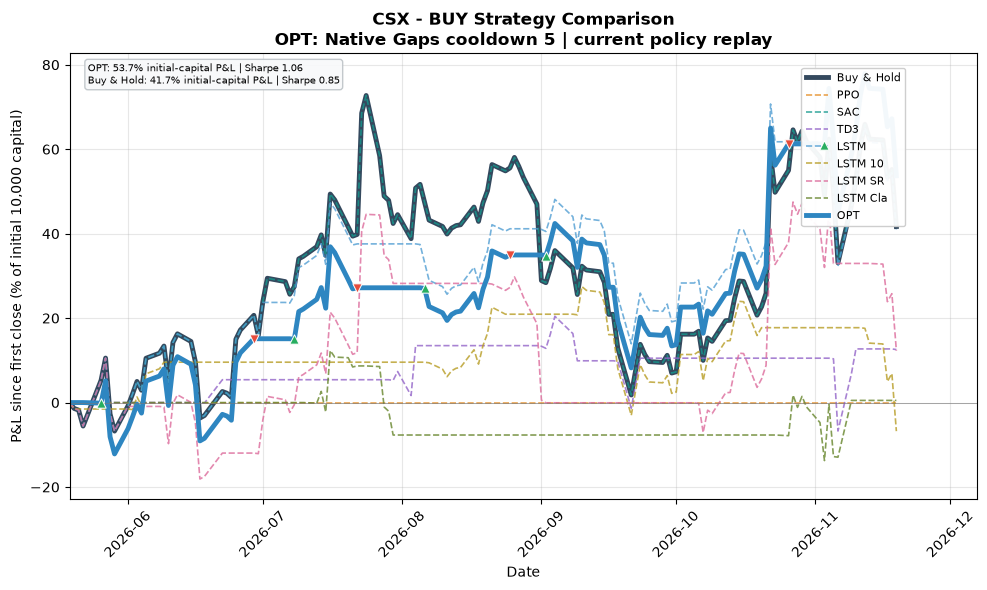 CSX - BUY Strategy Comparison
OPT: Native Gaps cooldown 5 | current policy replay
OPT: 53.7% initial-capital P&L | Sharpe 1.06
Buy & Hold: 41.7% initial-capital P&L | Sharpe 0.85
Buy & Hold
PPO
SAC
TD3
LSTM
LSTM 10
LSTM SR
LSTM Cla
OPT
P&L since first close (% of initial 10,000 capital)
80
60
40
20
0
−20
2026-06
2026-07
2026-08
2026-09
2026-10
2026-11
2026-12
Date